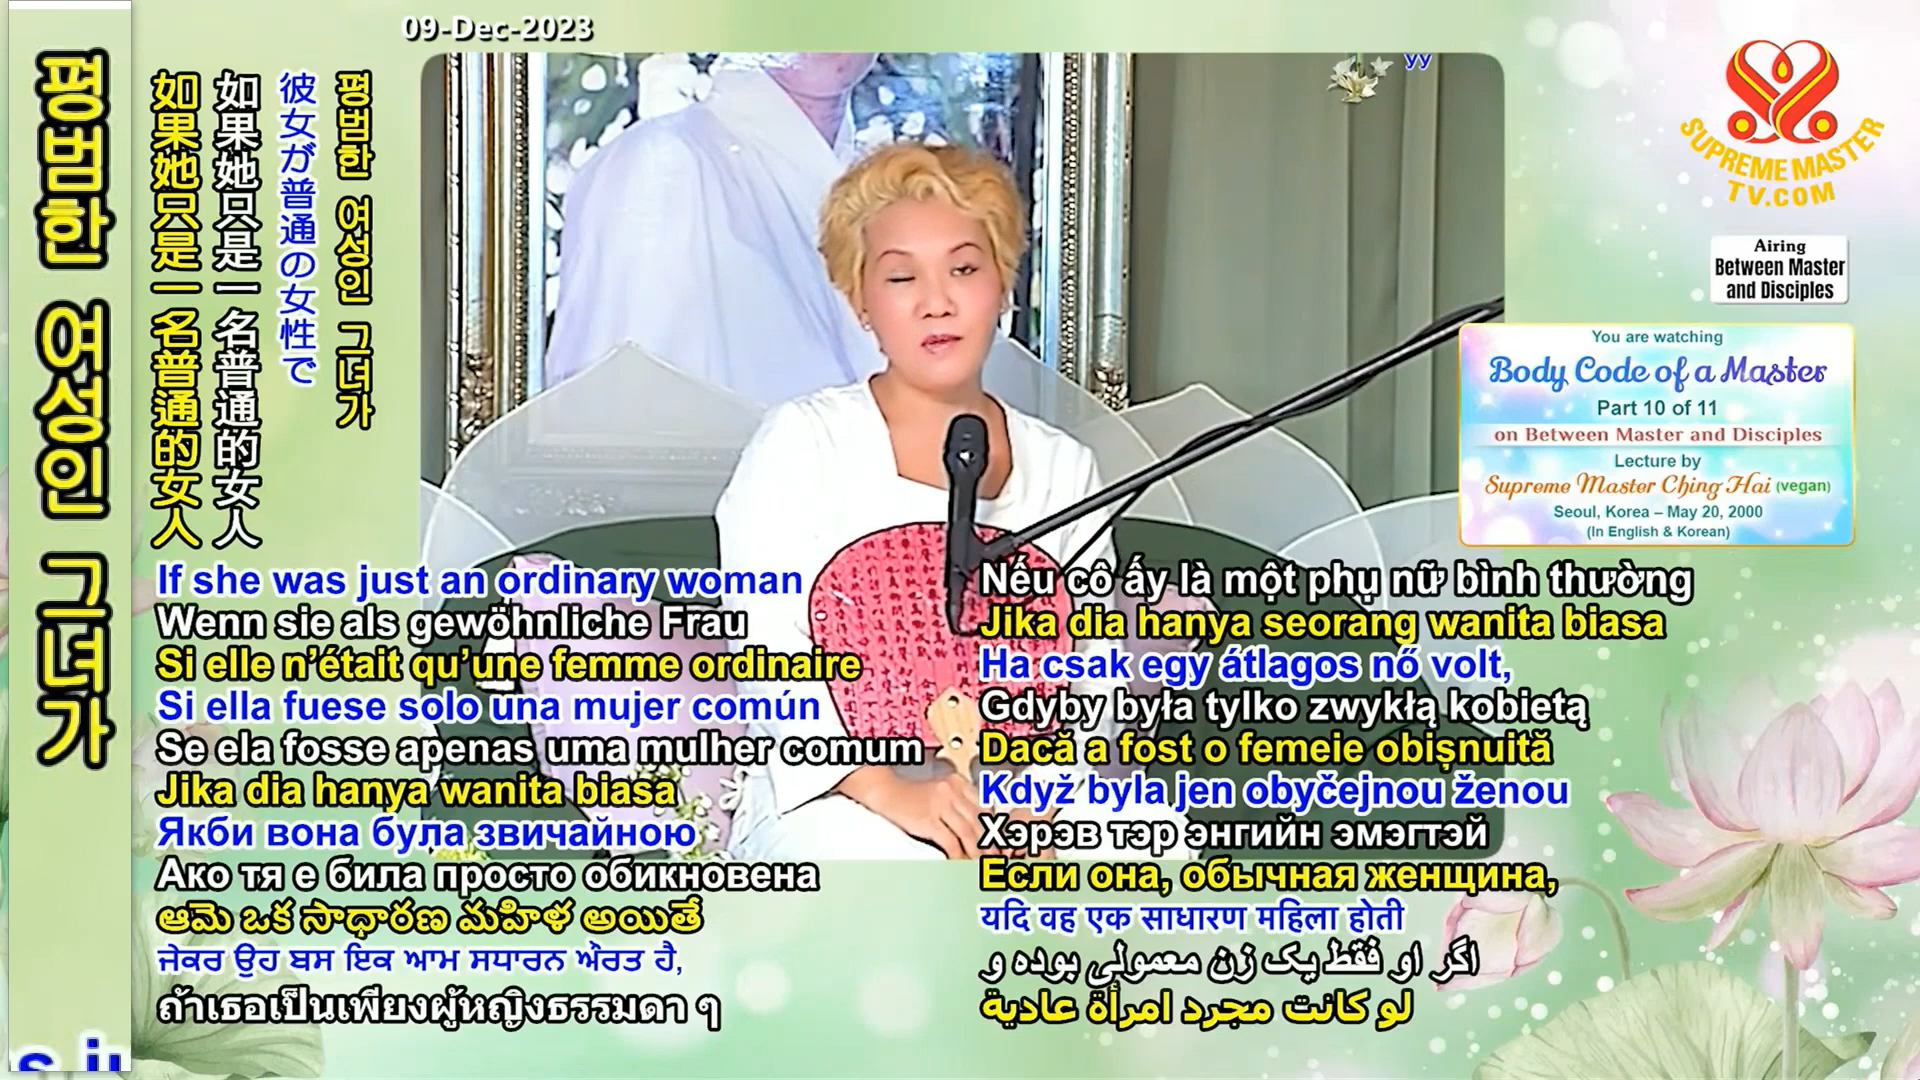 09-Dec-2023
평범한 여성인 그녀가
如果她只是一名普通的女人
如果她只是一名普通的女人
彼女が普通の女性で
평범한 여성인 그녀가
yy
SUPREME MASTER
TV.COM
Airing
Between Master
and Disciples
You are watching
Body Code of a Master
Part 10 of 11
on Between Master and Disciples
Lecture by
Supreme Master Ching Hai (vegan)
Seoul, Korea – May 20, 2000
(In English & Korean)
If she was just an ordinary woman
Wenn sie als gewöhnliche Frau
Si elle n’était qu’une femme ordinaire
Si ella fuese solo una mujer común
Se ela fosse apenas uma mulher comum
Jika dia hanya wanita biasa
Якби вона була звичайною
Ако тя е била просто обикновена
ఆమె ఒక సాధారణ మహిళ అయితే
ਜੇਕਰ ਉਹ ਬਸ ਇਕ ਆਮ ਸਧਾਰਨ ਔਰਤ ਹੈ,
ถ้าเธอเป็นเพียงผู้หญิงธรรมดา ๆ
Nếu cô ấy là một phụ nữ bình thường
Jika dia hanya seorang wanita biasa
Ha csak egy átlagos nő volt,
Gdyby była tylko zwykłą kobietą
Dacă a fost o femeie obișnuită
Když byla jen obyčejnou ženou
Хэрэв тэр энгийн эмэгтэй
Если она, обычная женщина,
यदि वह एक साधारण महिला होती
اگر او فقط یک زن معمولی بوده و
لو كانت مجرد امرأة عادية